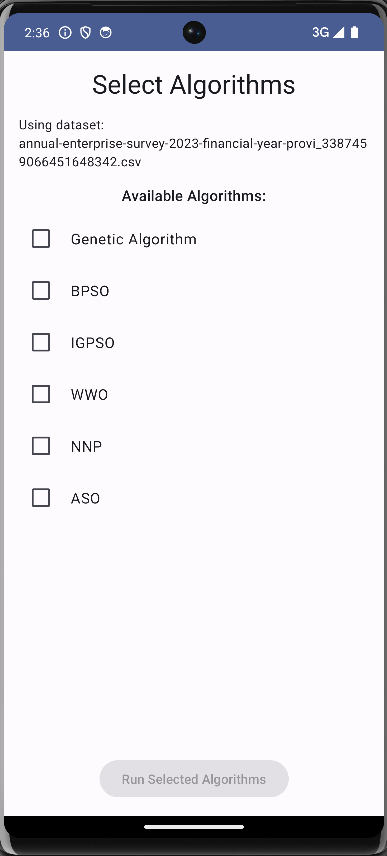 2:36
3G
Select Algorithms
Using dataset:
annual-enterprise-survey-2023-financial-year-provi_338745
9066451648342.csv
Available Algorithms:
Genetic Algorithm
BPSO
IGPSO
WWO
NNP
ASO
Run Selected Algorithms